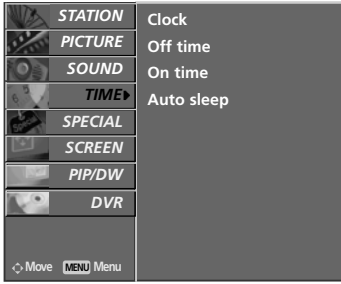 STATION
PICTURE
SOUND
TIME
SPECIAL
SCREEN
PIP/DW
DVR
Clock
Off time
On time
Auto sleep
Move MENU Menu